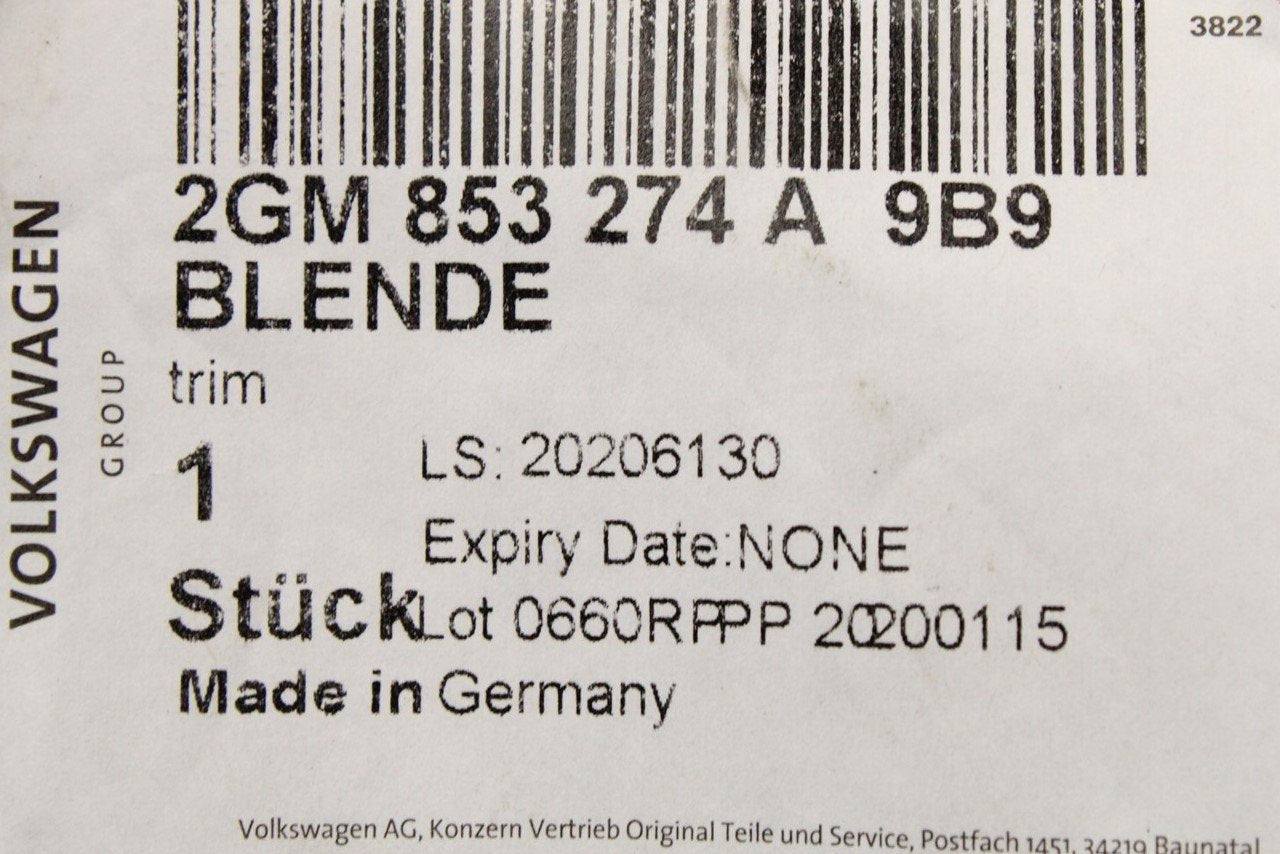 3822
2GM 853 274 A 9B9
BLENDE
trim
1
LS: 20206130
Expiry Date:NONE
Stück Lot 0660RPPPP 20200115
Made in Germany
VOLKSWAGEN
GROUP
Volkswagen AG, Konzern Vertrieb Original Teile und Service, Postfach 1451, 34219 Baunatal